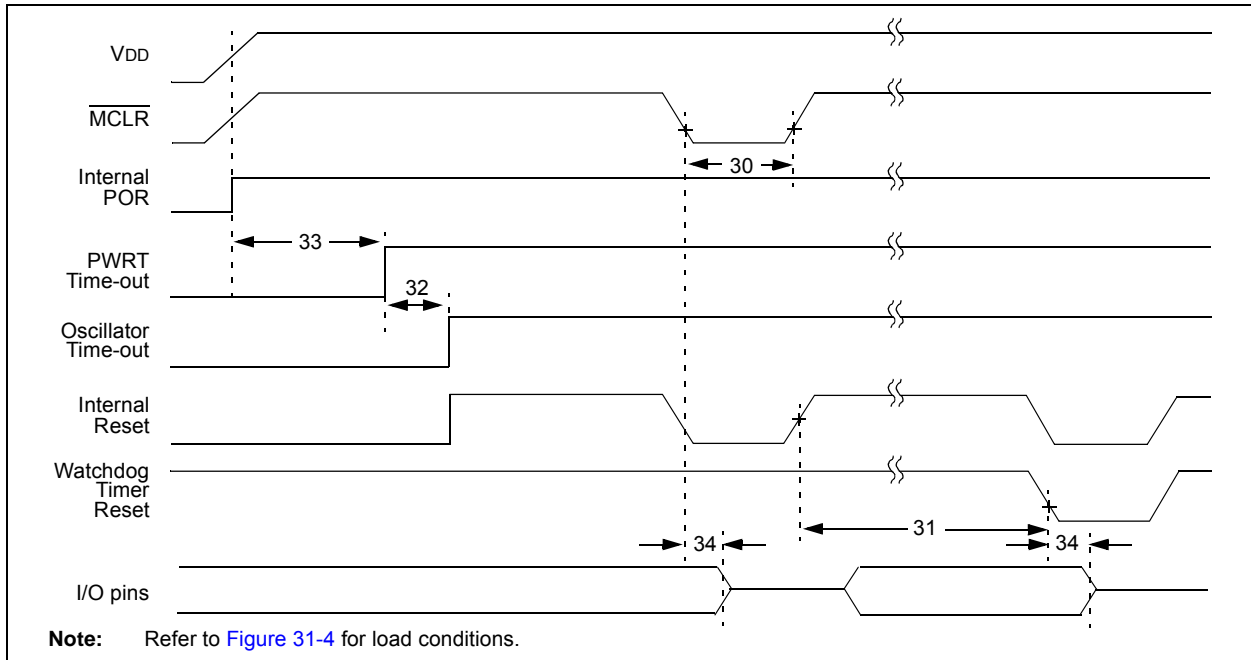 VDD
MCLR
30
Internal
POR
33
PWRT
Time-out
32
Oscillator
Time-out
Internal
Reset
Watchdog
Timer
Reset
31
34
34
I/O pins
Note: Refer to Figure 31-4 for load conditions.